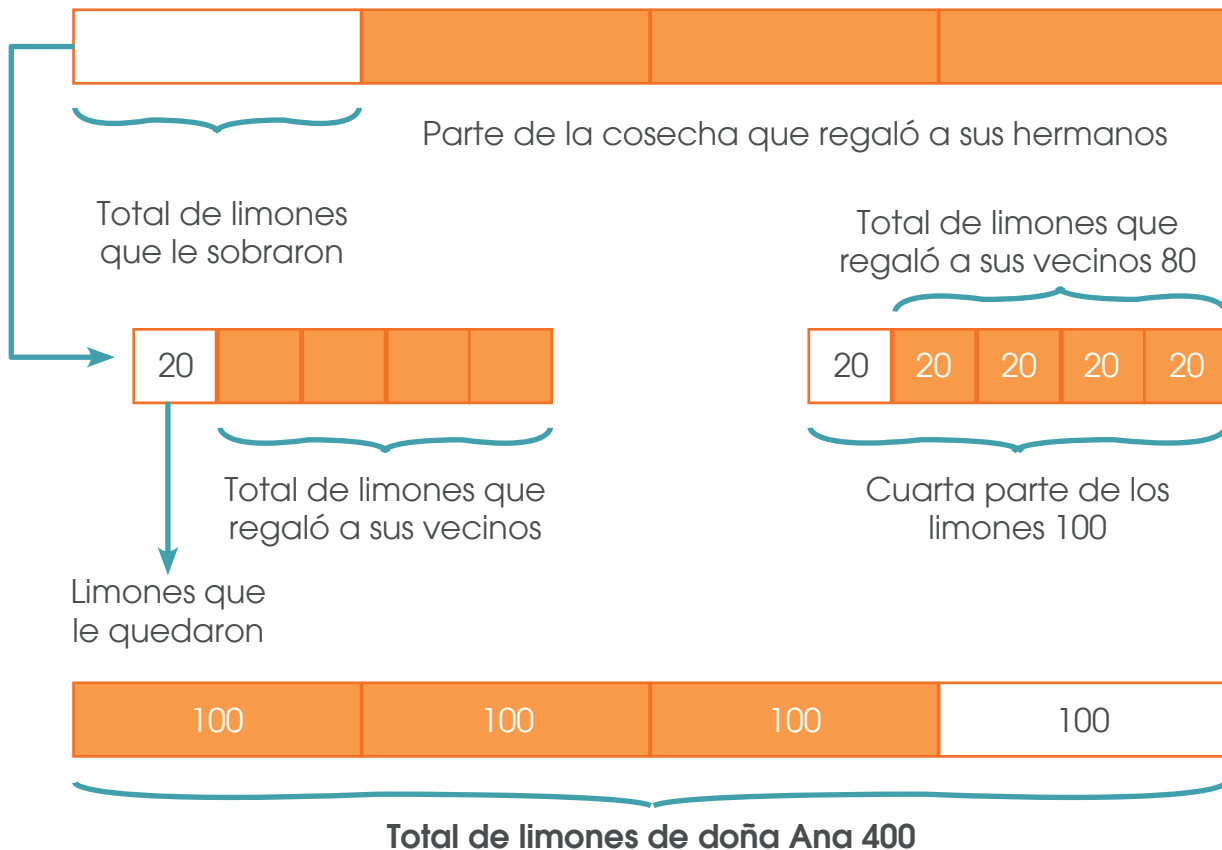 Parte de la cosecha que regaló a sus hermanos
Total de limones
que le sobraron
Total de limones que
regaló a sus vecinos 80
20
20 20 20 20 20
Total de limones que
regaló a sus vecinos
Cuarta parte de los
limones 100
Limones que
le quedaron
100 100 100 100
Total de limones de doña Ana 400